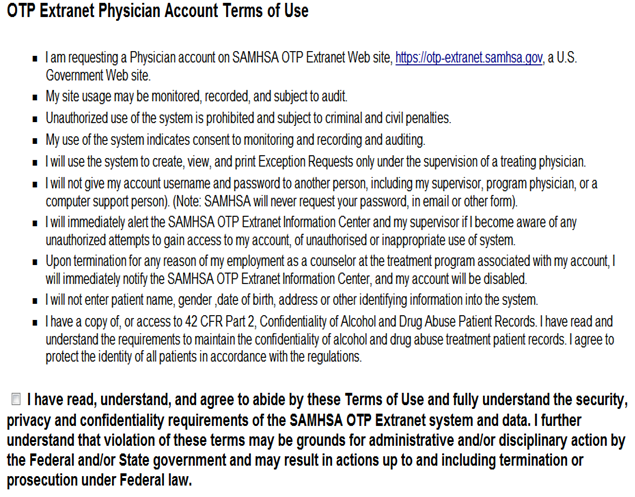 OTP Extranet Physician Account Terms of Use
▪ I am requesting a Physician account on SAMHSA OTP Extranet Web site, https://otp-extranet.samhsa.gov, a U.S.
Government Web site.
▪ My site usage may be monitored, recorded, and subject to audit.
▪ Unauthorized use of the system is prohibited and subject to criminal and civil penalties.
▪ My use of the system indicates consent to monitoring and recording and auditing.
▪ I will use the system to create, view, and print Exception Requests only under the supervision of a treating physician.
▪ I will not give my account username and password to another person, including my supervisor, program physician, or a
computer support person). (Note: SAMHSA will never request your password, in email or other form).
▪ I will immediately alert the SAMHSA OTP Extranet Information Center and my supervisor if I become aware of any
unauthorized attempts to gain access to my account, of unauthorised or inappropriate use of system.
▪ Upon termination for any reason of my employment as a counselor at the treatment program associated with my account, I
will immediately notify the SAMHSA OTP Extranet Information Center, and my account will be disabled.
▪ I will not enter patient name, gender ,date of birth, address or other identifying information into the system.
▪ I have a copy of, or access to 42 CFR Part 2, Confidentiality of Alcohol and Drug Abuse Patient Records. I have read and
understand the requirements to maintain the confidentiality of alcohol and drug abuse treatment patient records. I agree to
protect the identity of all patients in accordance with the regulations.
I have read, understand, and agree to abide by these Terms of Use and fully understand the security,
privacy and confidentiality requirements of the SAMHSA OTP Extranet system and data. I further
understand that violation of these terms may be grounds for administrative and/or disciplinary action by
the Federal and/or State government and may result in actions up to and including termination or
prosecution under Federal law.